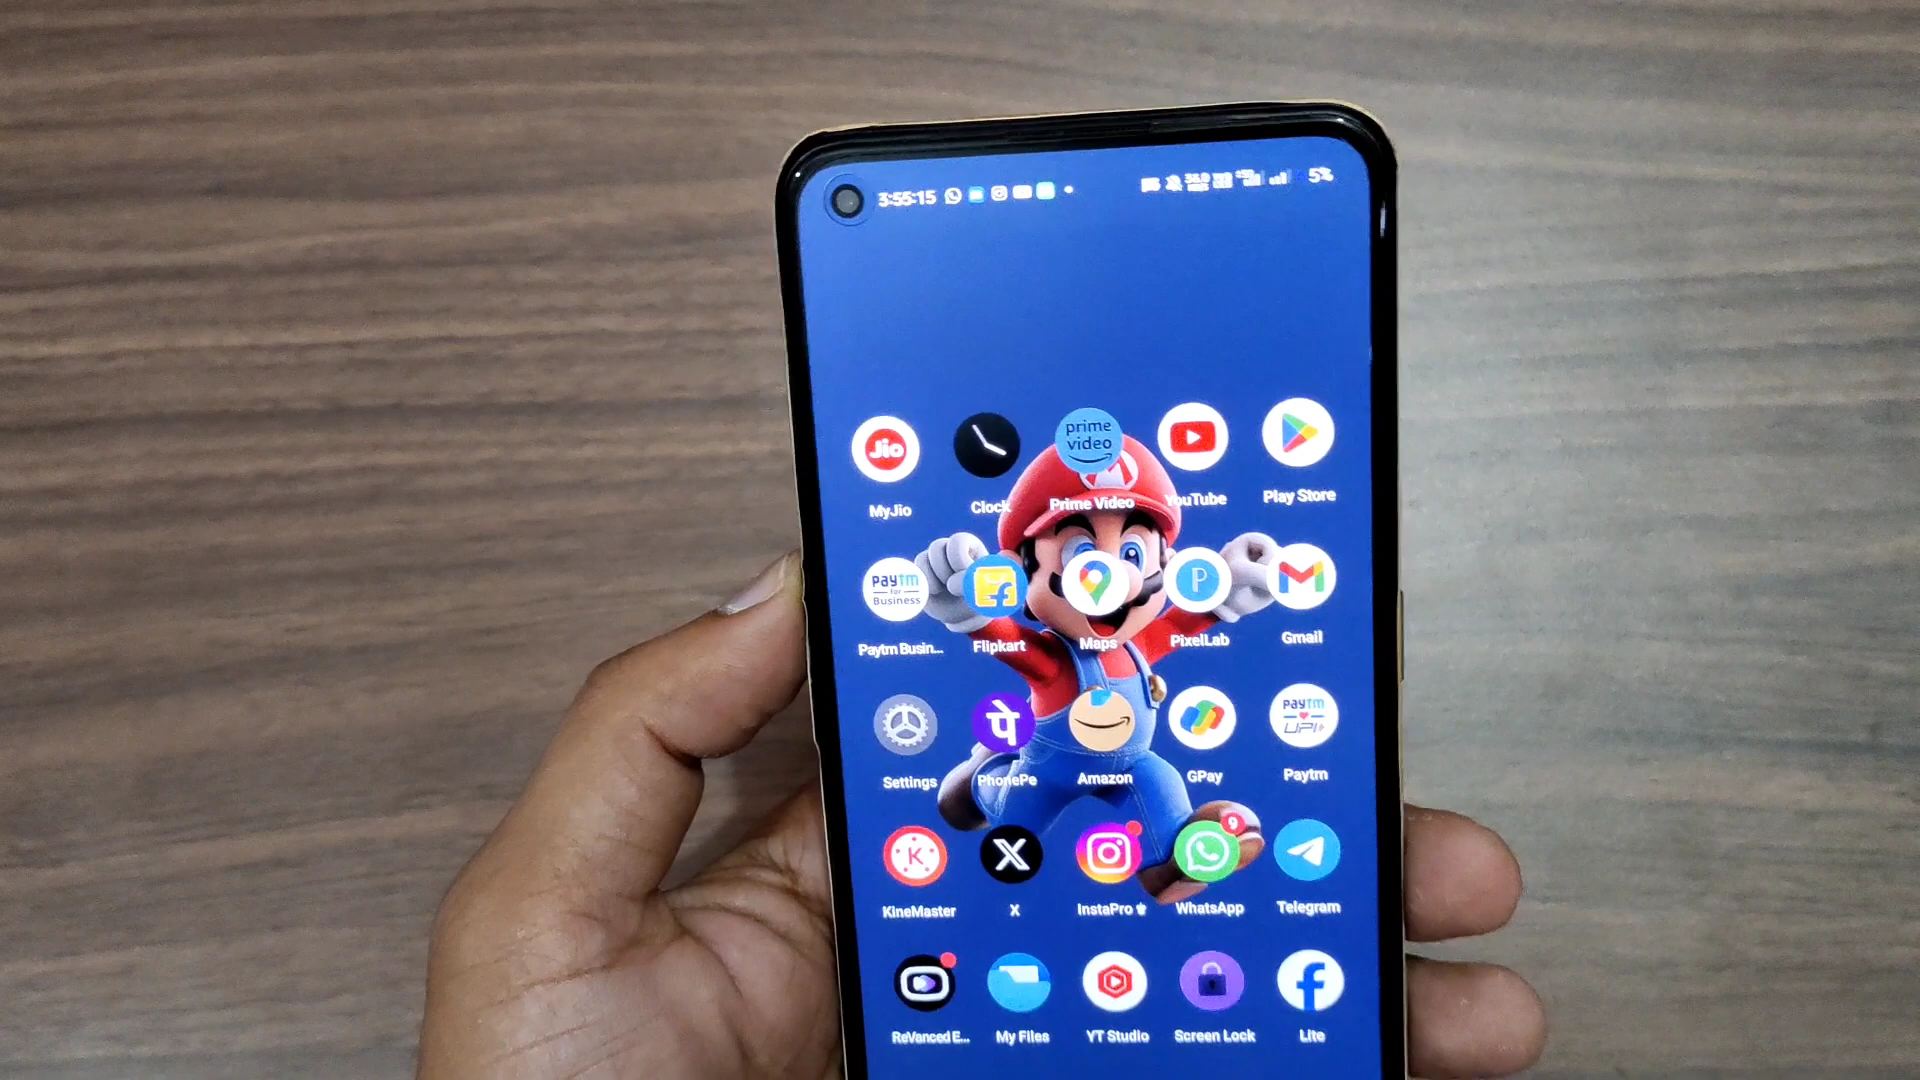 3:55:15
5%
Jio
prime
video
MyJio
Clock
Prime Video
YouTube
Play Store
paytm
for
Business
P
Paytm Busin...
Flipkart
Maps
PixelLab
Gmail
पे
paytm
UPI
Settings
PhonePe
Amazon
GPay
Paytm
K
X
9
KineMaster
X
InstaPro
WhatsApp
Telegram
ReVanced E...
My Files
YT Studio
Screen Lock
Lite